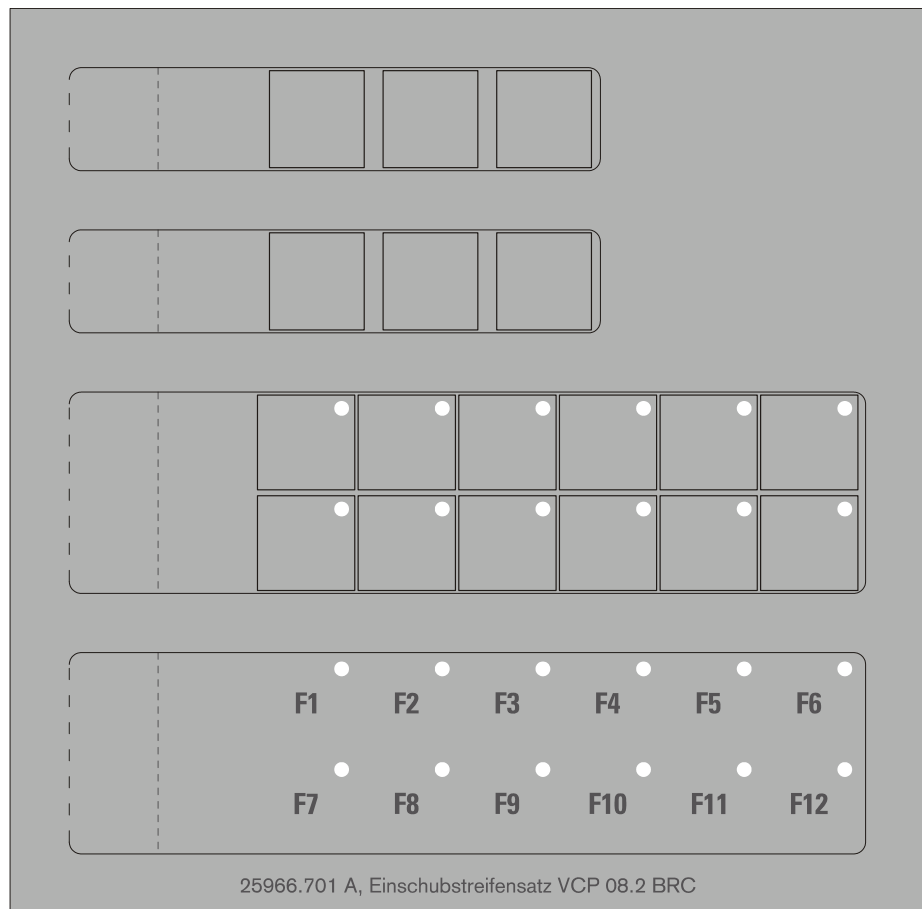 F1 F2 F3 F4 F5 F6
F7 F8 F9 F10 F11 F12
25966.701 A, Einschubstreifensatz VCP 08.2 BRC